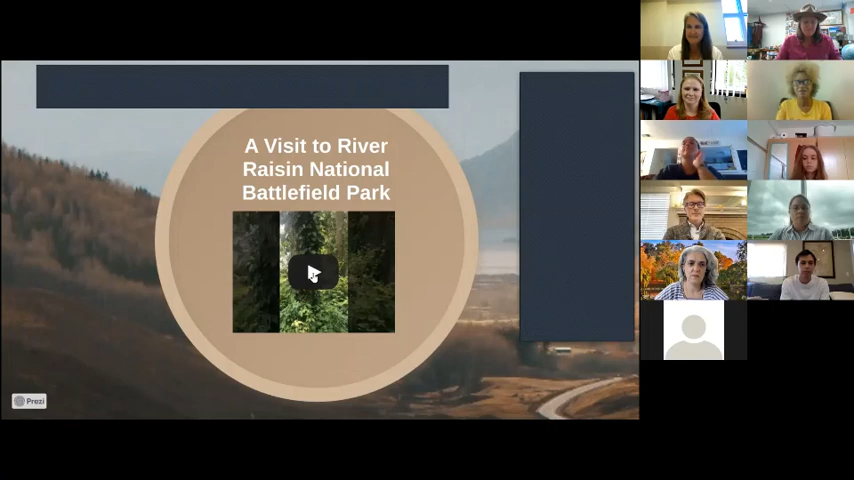 A Visit to River
Raisin National
Battlefield Park
Prezi